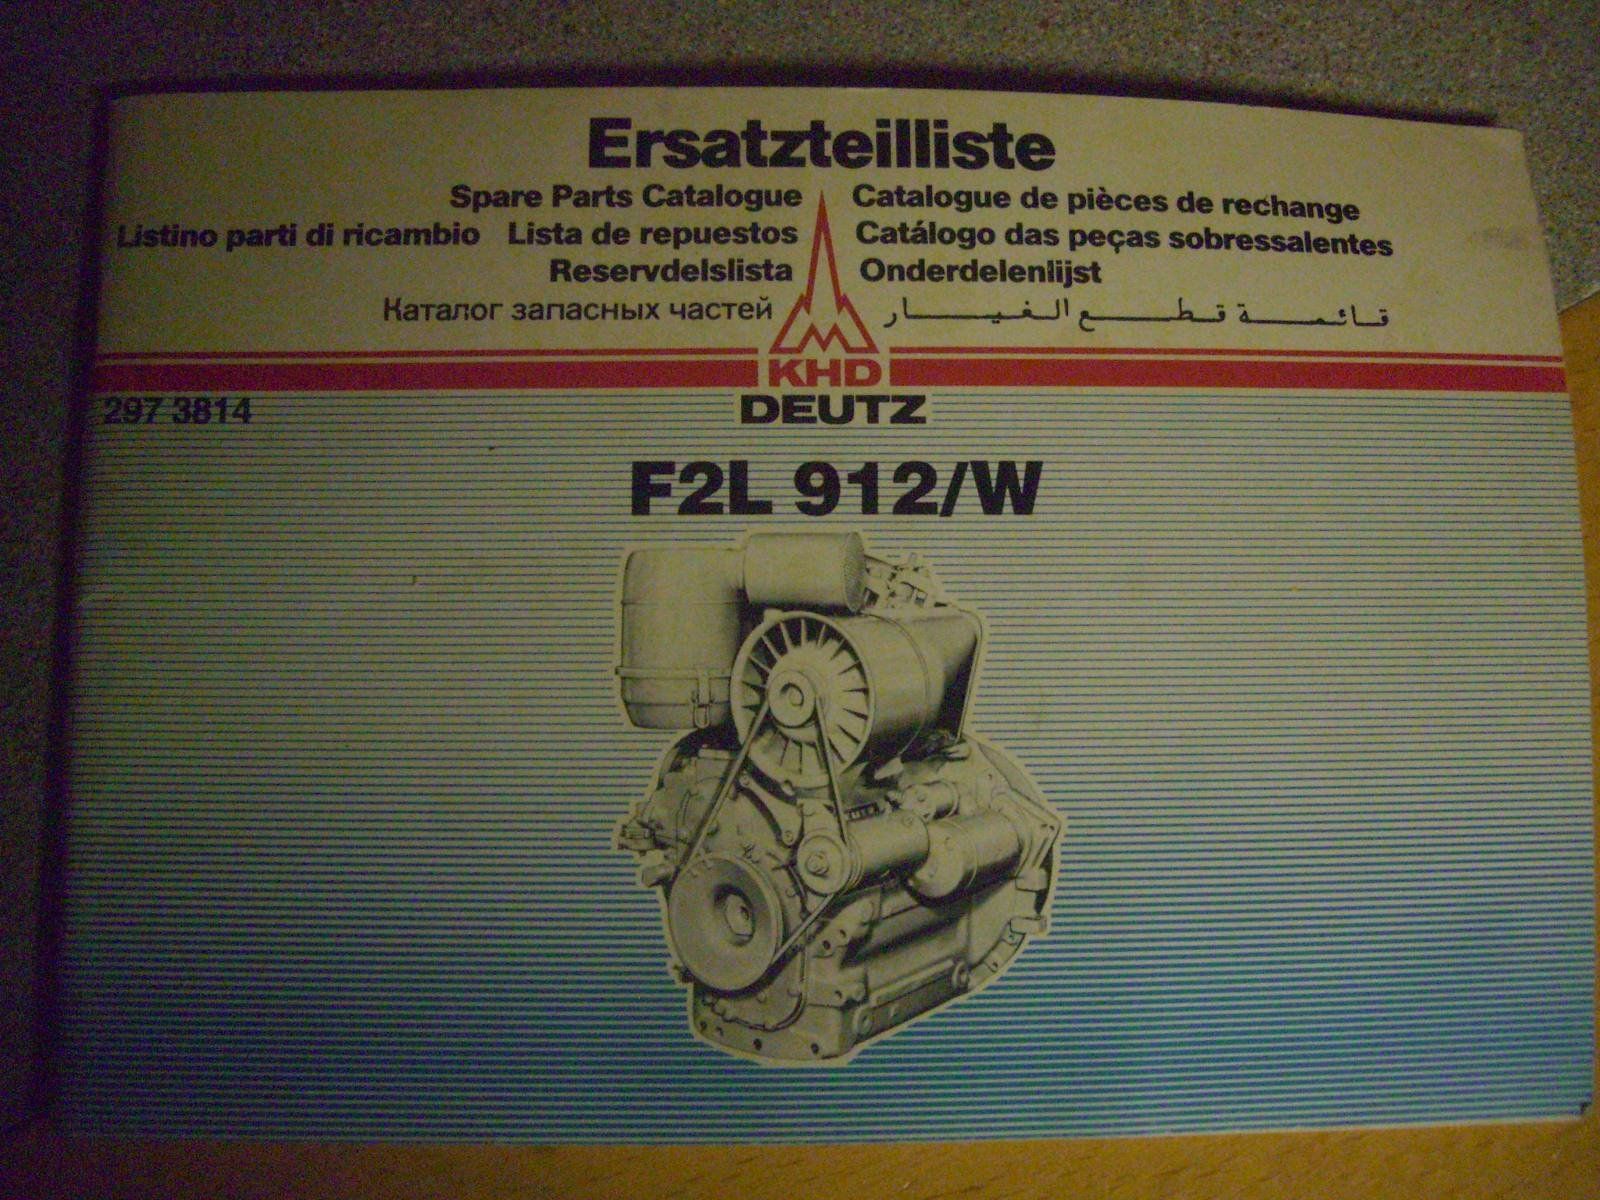 Ersatzteilliste
Spare Parts Catalogue Catalogue de pièces de rechange
Listino parti di ricambio Lista de repuestos Catálogo das peças sobressalentes
Reservdelslista Onderdelenlijst
Каталог запасных частей قائمة قطع الغيار
KHD
DEUTZ
297 3814
F2L 912/W